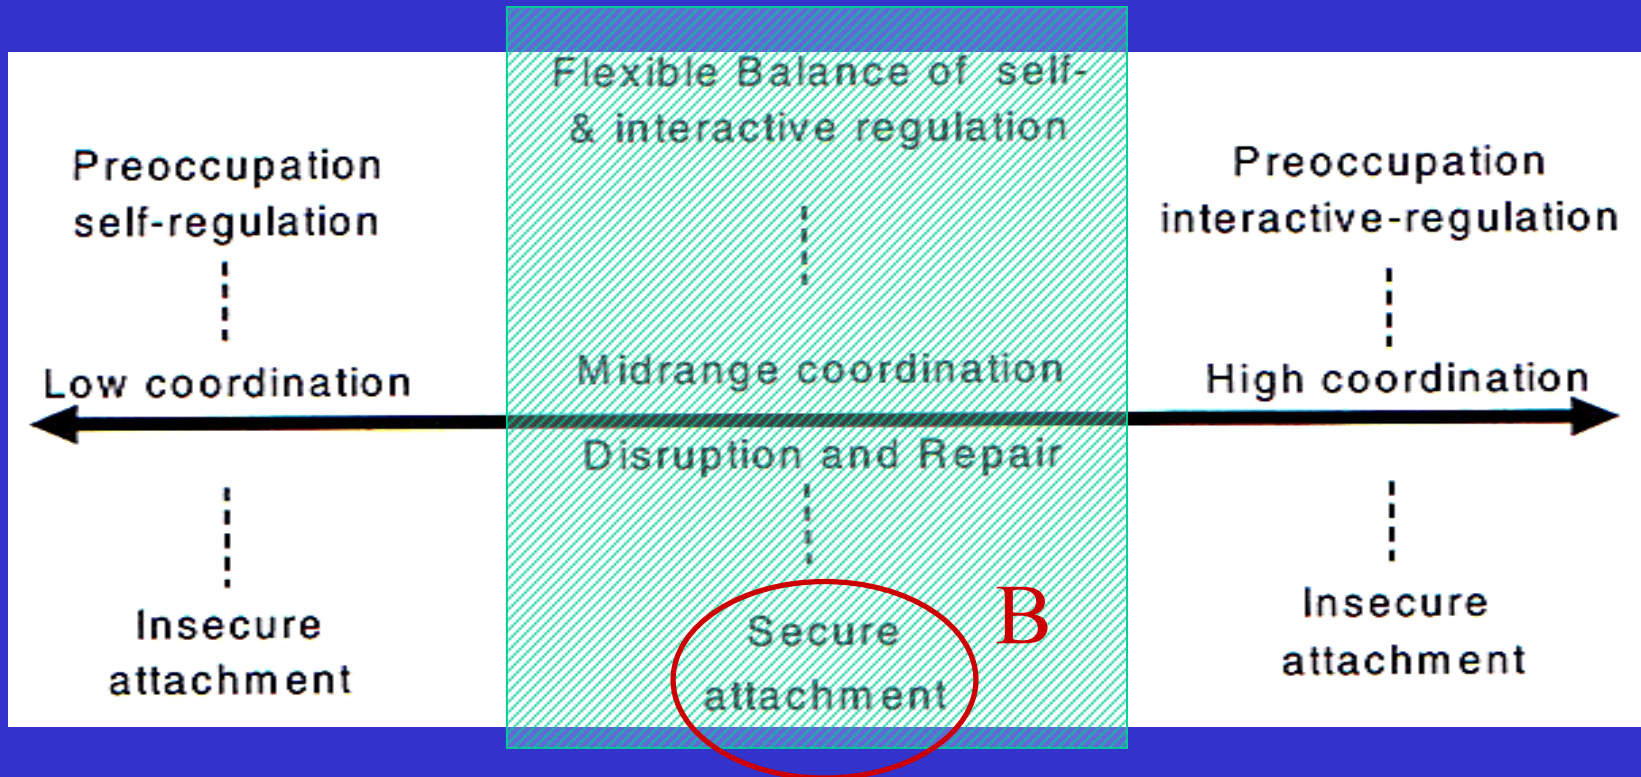 Preoccupation
self-regulation
Low coordination
Insecure
attachment
Flexible Balance of self-
& interactive regulation
Midrange coordination
Disruption and Repair
Secure
attachment
B
Preoccupation
interactive-regulation
High coordination
Insecure
attachment